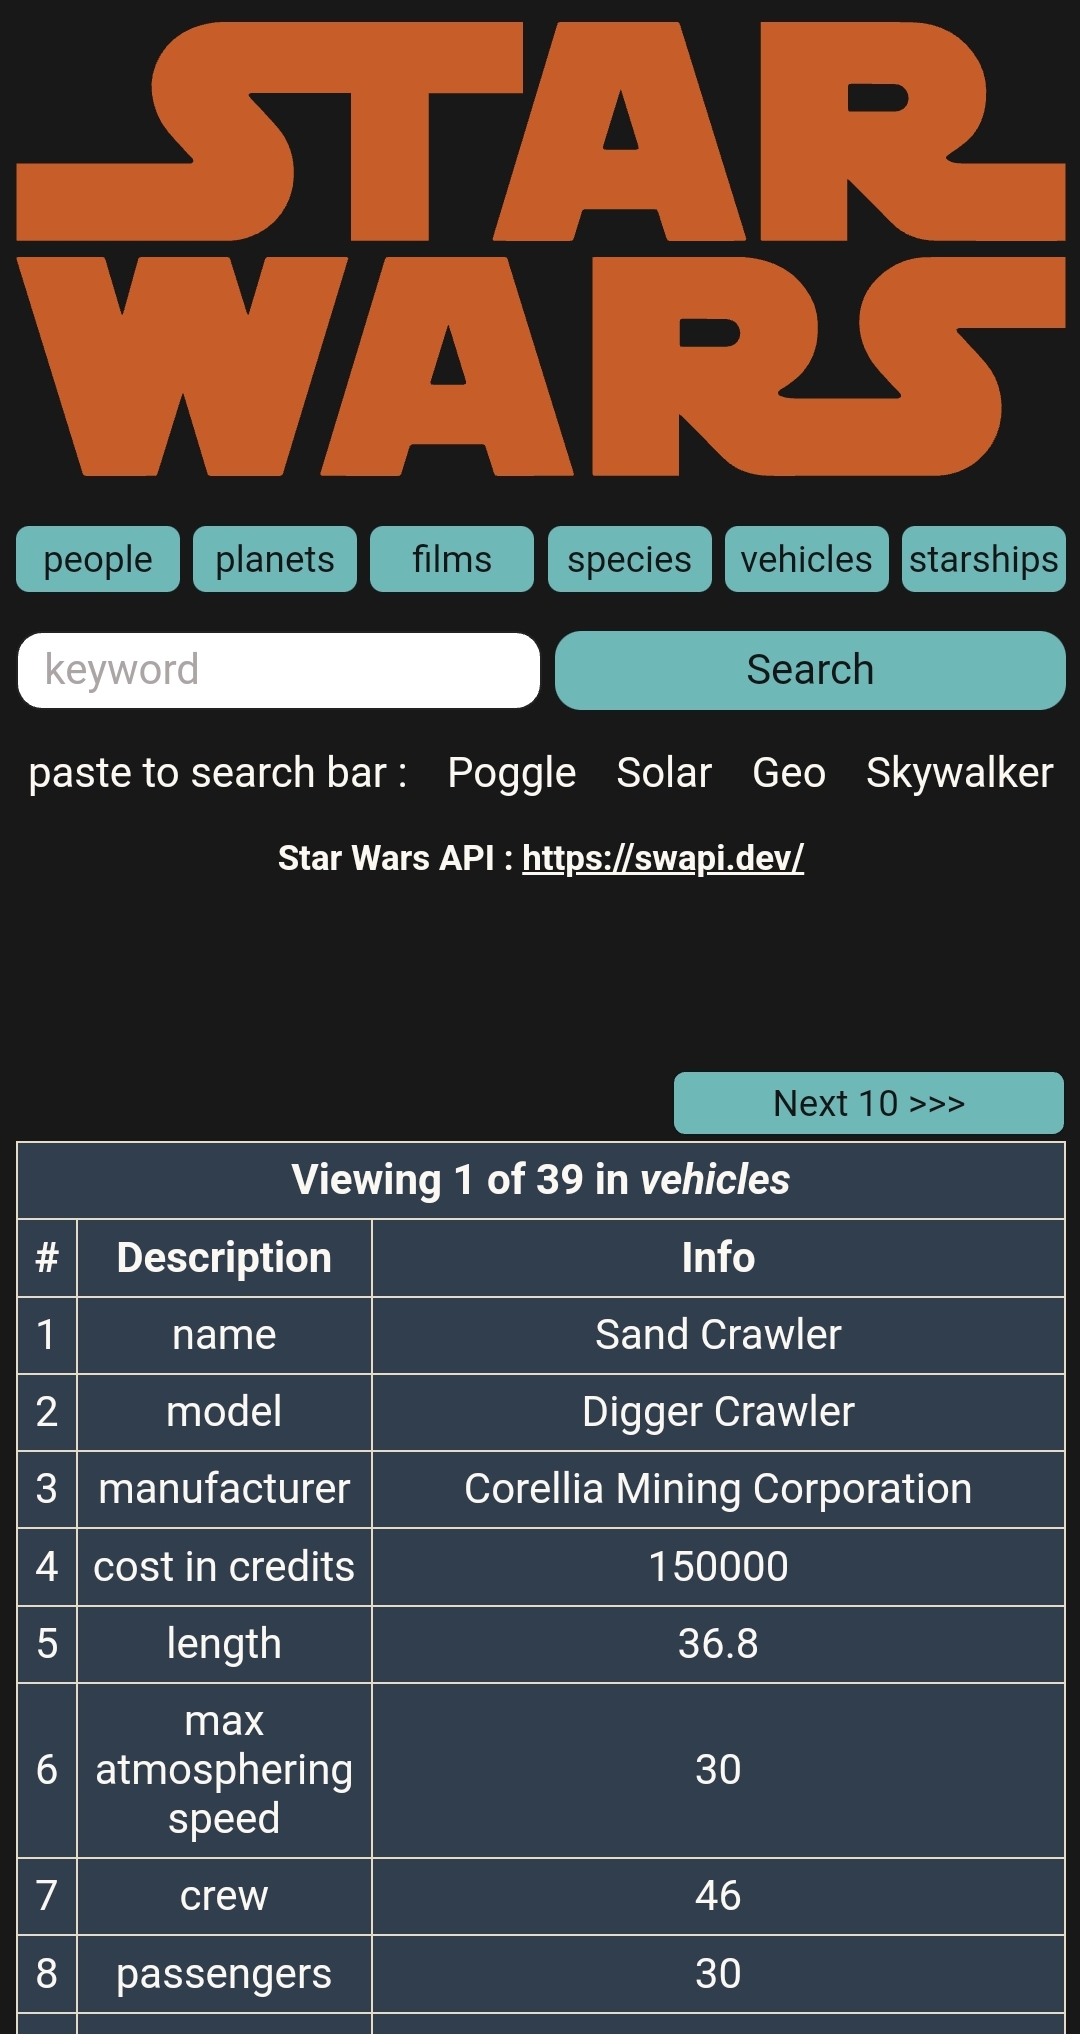 STAR
WARS
people planets films species vehicles starships
keyword Search
paste to search bar : Poggle Solar Geo Skywalker
Star Wars API : https://swapi.dev/
Next 10 >>>
Viewing 1 of 39 in vehicles
# Description Info
1 name Sand Crawler
2 model Digger Crawler
3 manufacturer Corellia Mining Corporation
4 cost in credits 150000
5 length 36.8
max
6 atmosphering 30
speed
7 crew 46
8 passengers 30